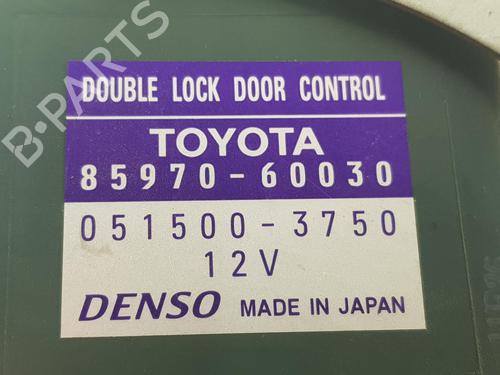 DOUBLE LOCK DOOR CONTROL
TOYOTA
85970-60030
051500-3750
12V
DENSO MADE IN JAPAN
B-PARTS